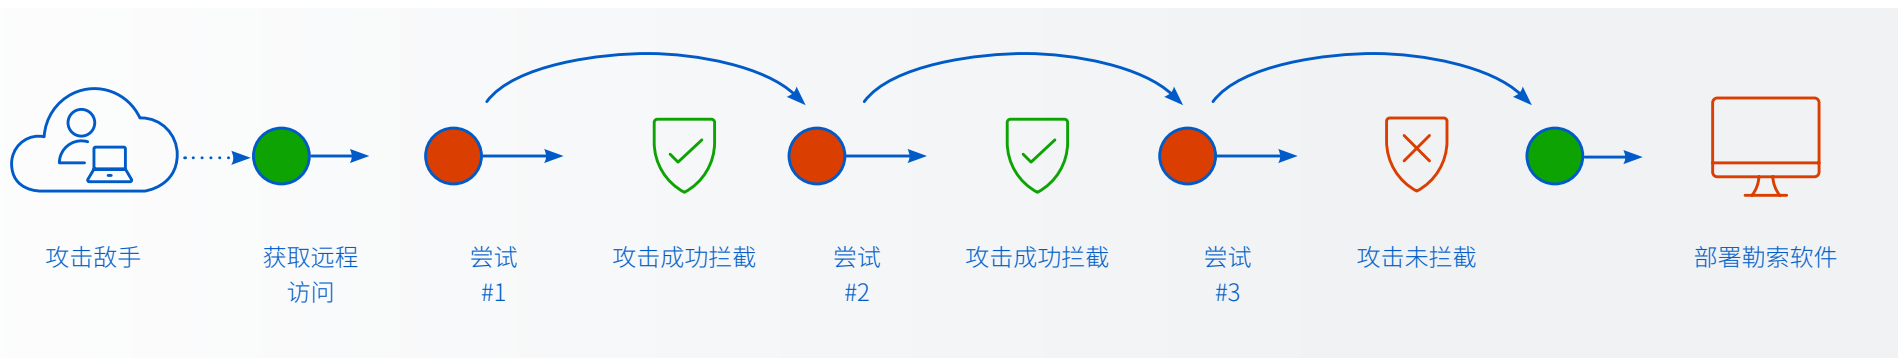 攻击敌手
获取远程
访问
尝试
#1
攻击成功拦截
尝试
#2
攻击成功拦截
尝试
#3
攻击未拦截
部署勒索软件